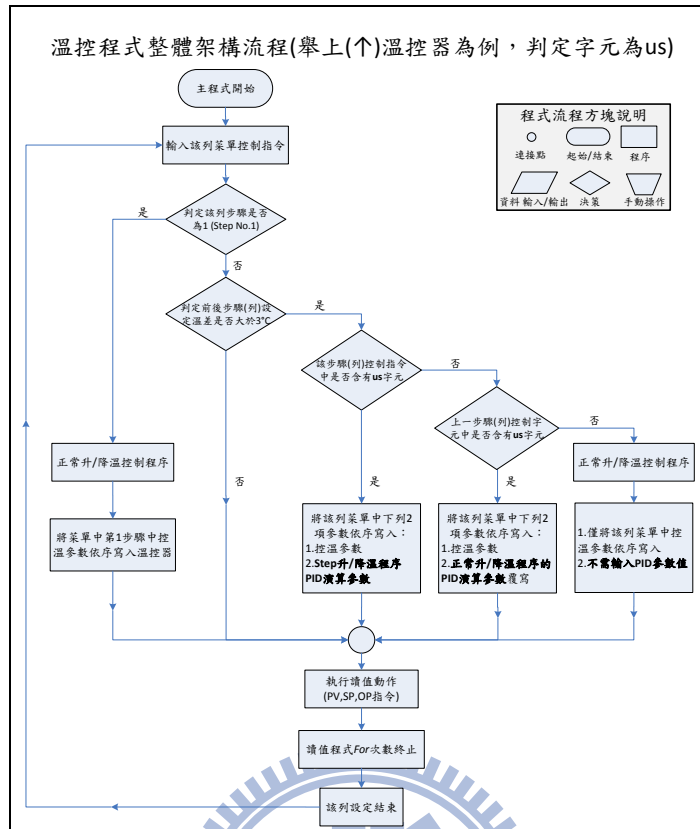 溫控程式整體架構流程(舉上(↑)溫控器為例，判定字元為us)
主程式開始
輸入該列菜單控制指令
程式流程方塊說明
連接點
起始/結束
程序
資料 輸入/輸出
決策
手動操作
判定該列步驟是否
為1 (Step No.1)
是
否
判定前後步驟(列)設
定溫差是否大於3°C
是
否
該步驟(列)控制指令
中是否含有us字元
否
是
上一步驟(列)控制字
元中是否含有us字元
否
是
正常升/降溫控制程序
將菜單中第1步驟中控
溫參數依序寫入溫控器
將該列菜單中下列2
項參數依序寫入：
1.控溫參數
2.Step升/降溫程序
PID演算參數
將該列菜單中下列2
項參數依序寫入：
1.控溫參數
2.正常升/降溫程序的
PID演算參數覆寫
正常升/降溫控制程序
1.僅將該列菜單中控
溫參數依序寫入
2.不需輸入PID參數值
執行讀值動作
(PV,SP,OP指令)
讀值程式For次數終止
該列設定結束